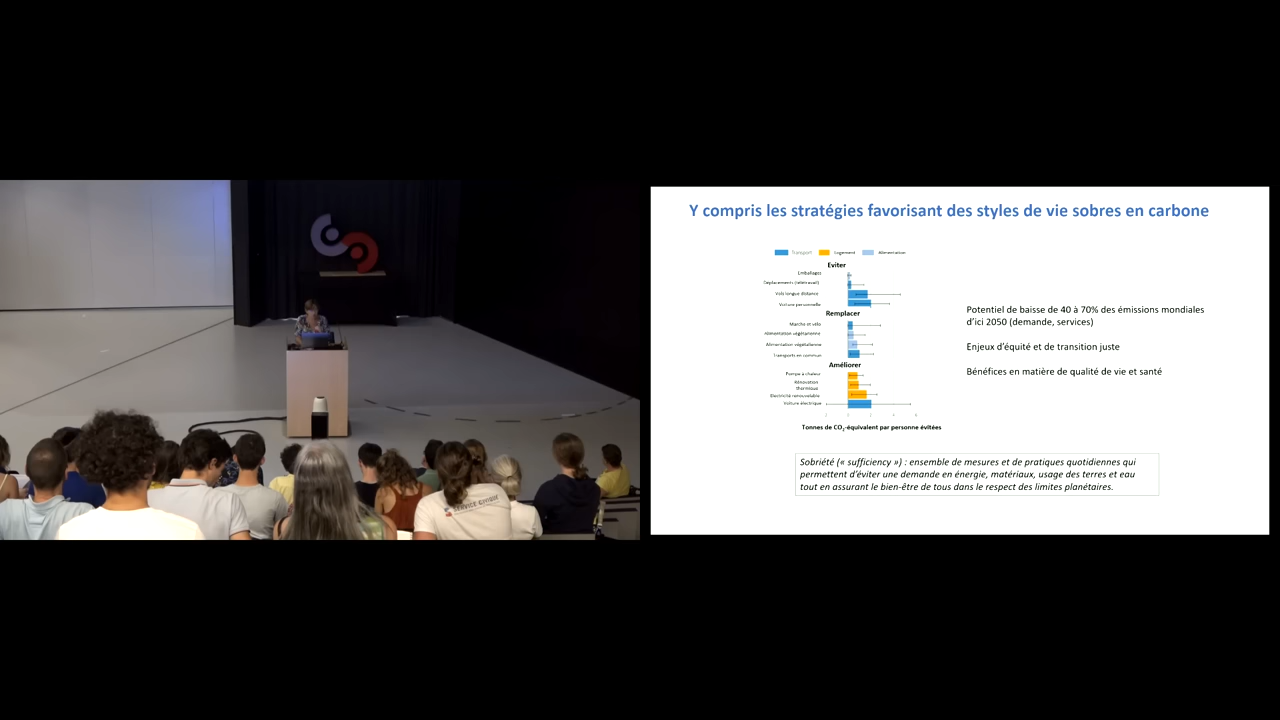 Y compris les stratégies favorisant des styles de vie sobres en carbone
Transport Logement Alimentation
Eviter
Emballages
Déplacements (télétravail)
Vols longue distance
Voiture personnelle
Remplacer
Marche et vélo
Alimentation végétarienne
Alimentation végétalienne
Transports en commun
Améliorer
Pompe à chaleur
Rénovation
thermique
Electricité renouvelable
Voiture électrique
Tonnes de CO₂-équivalent par personne évitées
Potentiel de baisse de 40 à 70% des émissions mondiales
d'ici 2050 (demande, services)
Enjeux d'équité et de transition juste
Bénéfices en matière de qualité de vie et santé
Sobriété (« sufficiency ») : ensemble de mesures et de pratiques quotidiennes qui
permettent d'éviter une demande en énergie, matériaux, usage des terres et eau
tout en assurant le bien-être de tous dans le respect des limites planétaires.